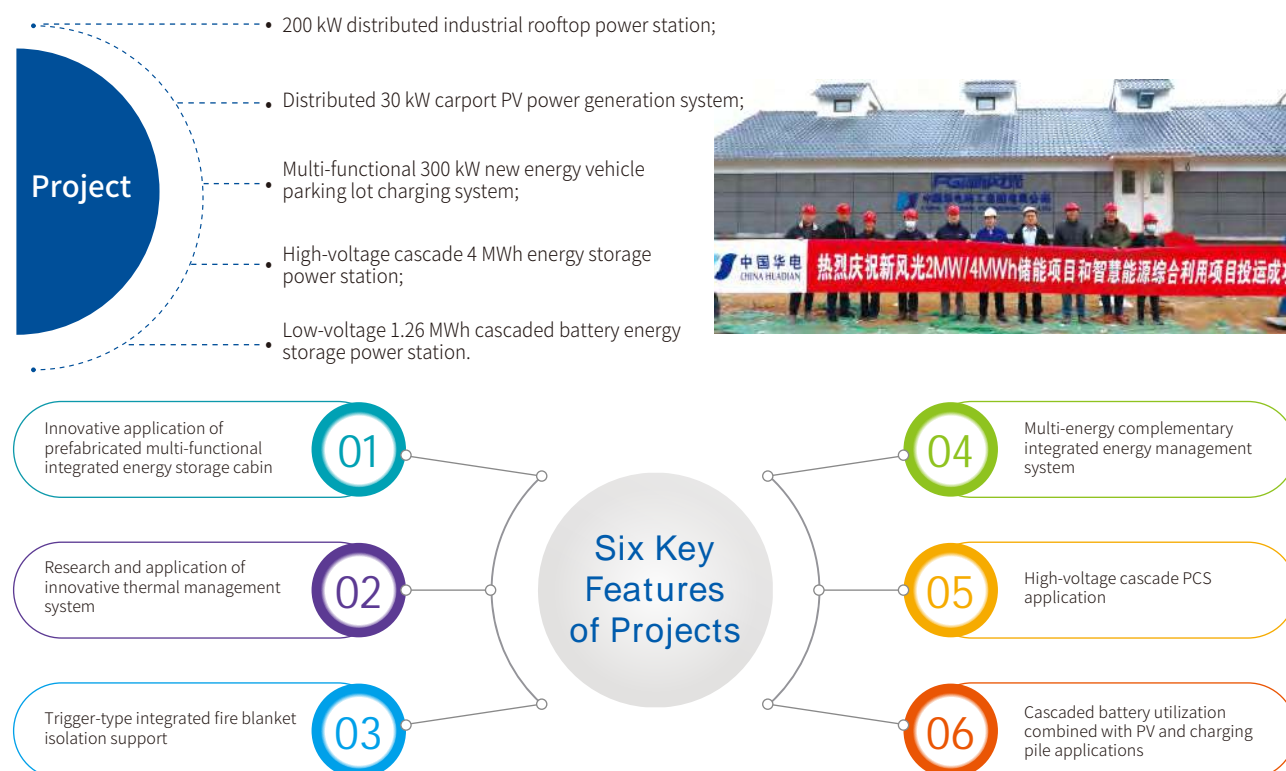 200 kW distributed industrial rooftop power station;
Distributed 30 kW carport PV power generation system;
Project
Multi-functional 300 kW new energy vehicle
parking lot charging system;
High-voltage cascade 4 MWh energy storage
power station;
Low-voltage 1.26 MWh cascaded battery energy
storage power station.
中国华电
CHINA HUADIAN
热烈庆祝新风光2MW/4MWh储能项目和智慧能源综合利用项目投运成功
Innovative application of
prefabricated multi-functional
integrated energy storage cabin
01
Research and application of
innovative thermal management
system
02
Trigger-type integrated fire blanket
isolation support
03
Six Key
Features
of Projects
04
Multi-energy complementary
integrated energy management
system
05
High-voltage cascade PCS
application
06
Cascaded battery utilization
combined with PV and charging
pile applications